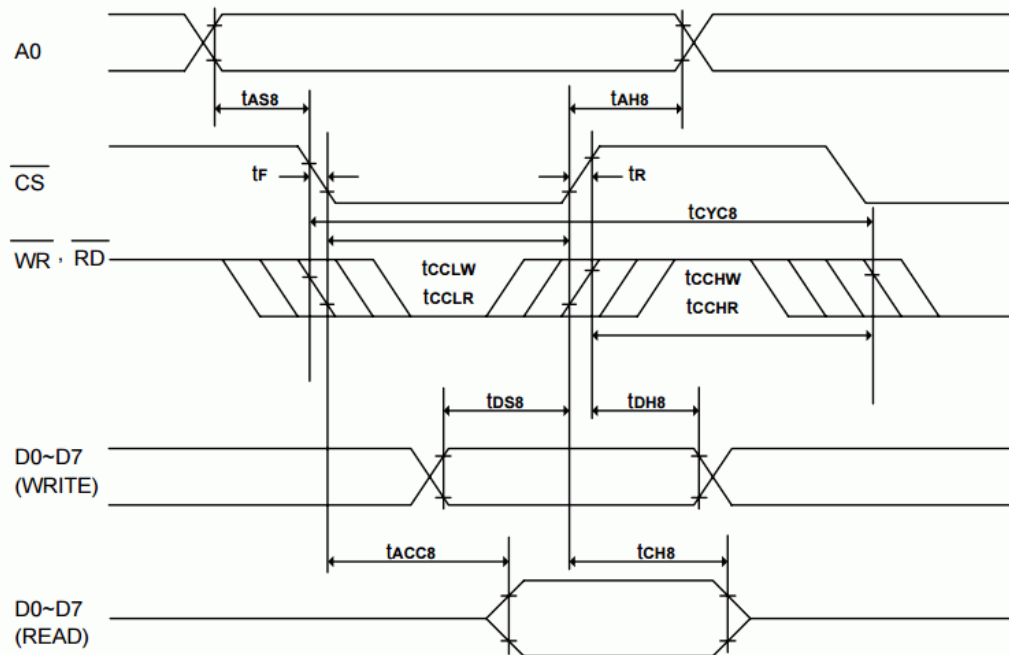 A0
tAS8
tAH8
CS
tF
tR
tCYC8
WR , RD
tCCLW
tCCHW
tCCLR
tCCHR
tDS8
tDH8
D0~D7
(WRITE)
tACC8
tCH8
D0~D7
(READ)